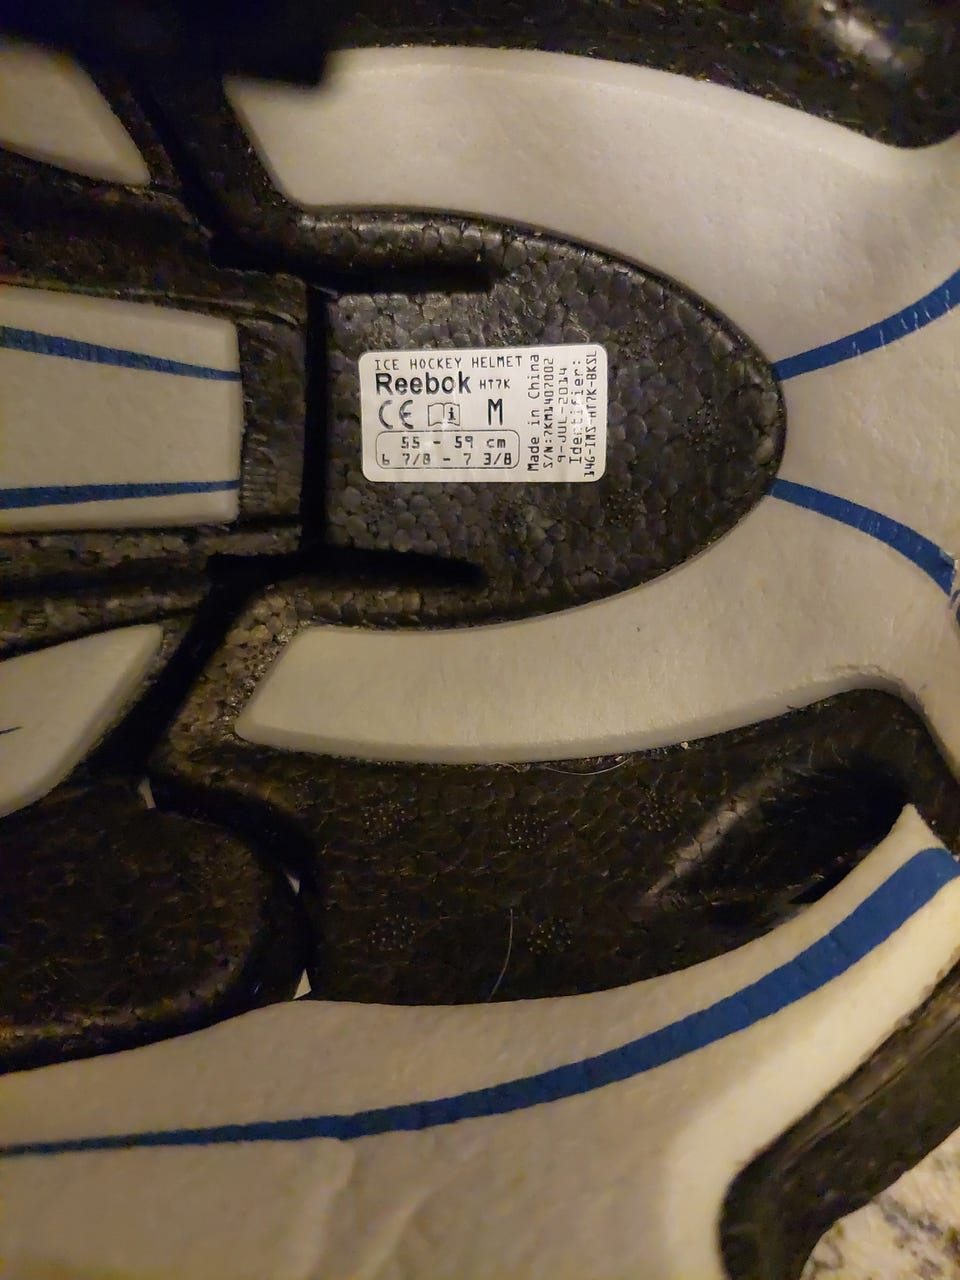 ICE HOCKEY HELMET
Reebok HT7K
CE i M
55 - 59 cm
6 7/8 - 7 3/8
Made in China
S/N:7KM1407002
9-JUL-2014
Identifier:
14G-IMS-HT7K-BKSL